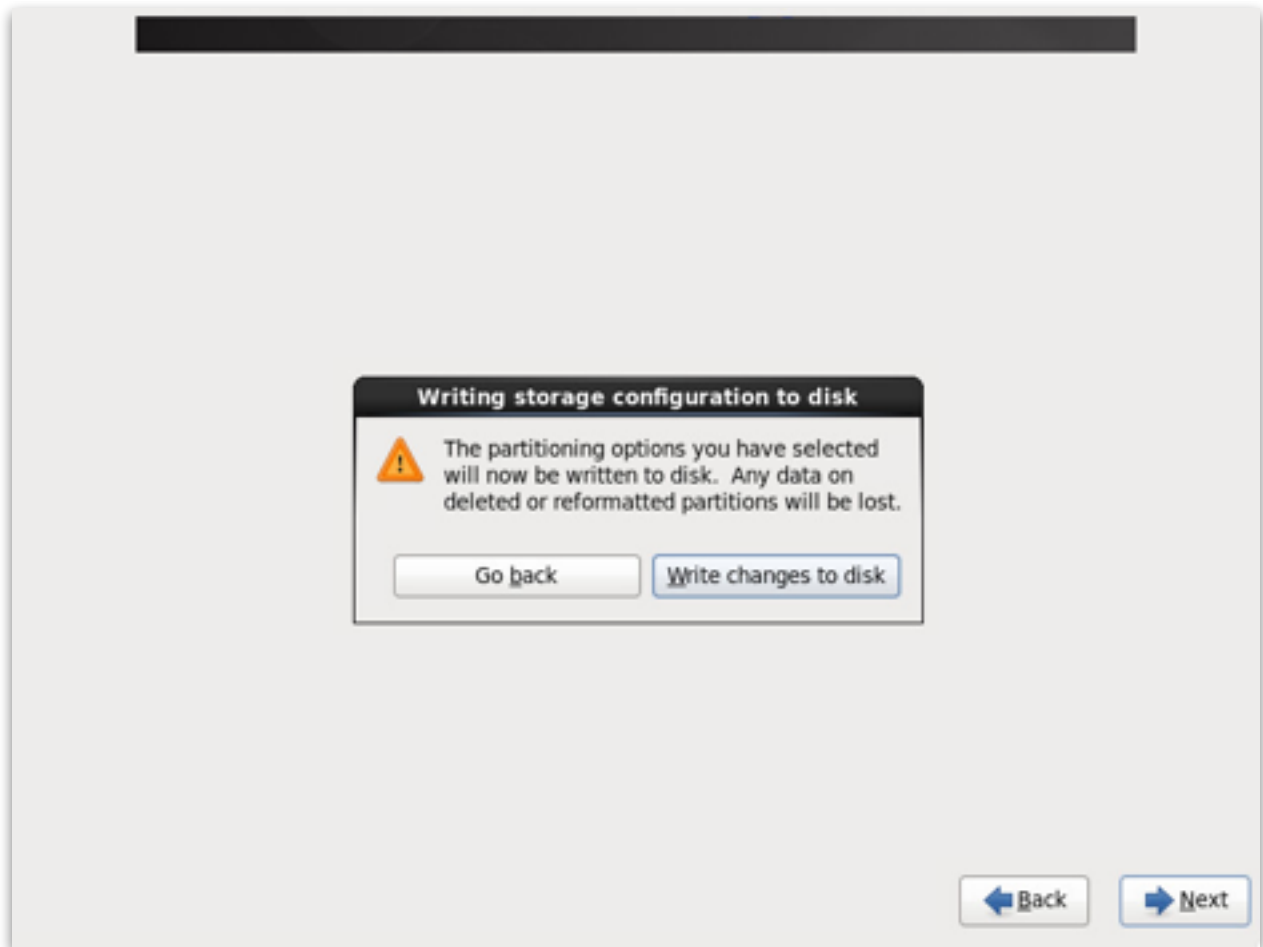 Writing storage configuration to disk
The partitioning options you have selected
will now be written to disk.  Any data on
deleted or reformatted partitions will be lost.
Go back
Write changes to disk
Back
Next